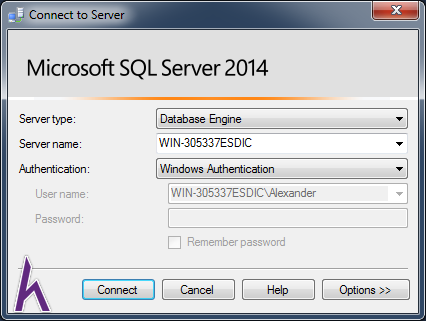 Connect to Server
Microsoft SQL Server 2014
Server type: Database Engine
Server name: WIN-305337ESDIC
Authentication: Windows Authentication
User name: WIN-305337ESDIC\Alexander
Password:
Remember password
Connect Cancel Help Options >>